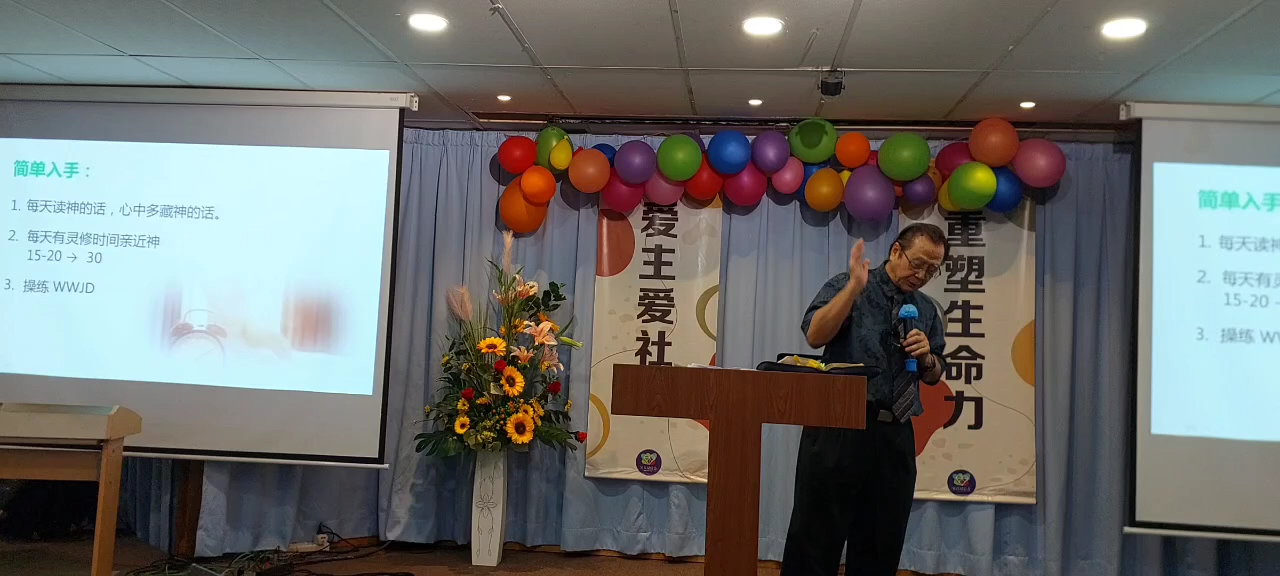 简单入手：
1. 每天读神的话，心中多藏神的话。
2. 每天有灵修时间亲近神
15-20 → 30
3. 操练 WWJD
爱主爱社
重塑生命力
简单入手
1. 每天读神
2. 每天有
15-20
3. 操练 WW